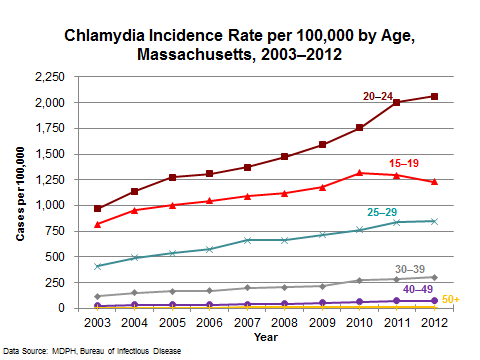 Chlamydia Incidence Rate per 100,000 by Age,
Massachusetts, 2003–2012
2,250
2,000
1,750
1,500
1,250
1,000
750
500
250
0
Cases per 100,000
20–24
15–19
25–29
30–39
40–49
50+
2003 2004 2005 2006 2007 2008 2009 2010 2011 2012
Year
Data Source: MDPH, Bureau of Infectious Disease